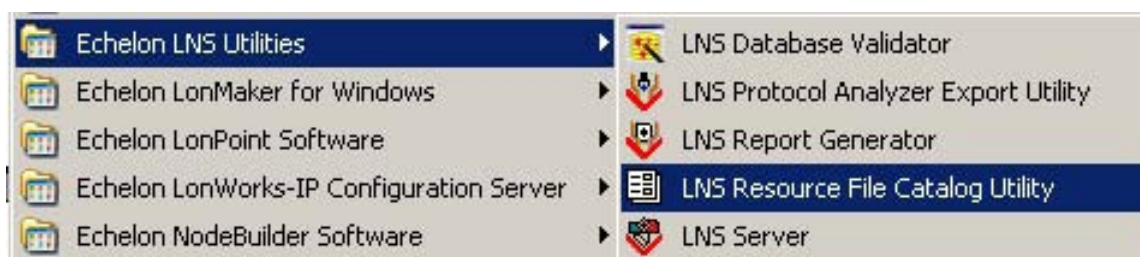 Echelon LNS Utilities
Echelon LonMaker for Windows
Echelon LonPoint Software
Echelon LonWorks-IP Configuration Server
Echelon NodeBuilder Software
LNS Database Validator
LNS Protocol Analyzer Export Utility
LNS Report Generator
LNS Resource File Catalog Utility
LNS Server